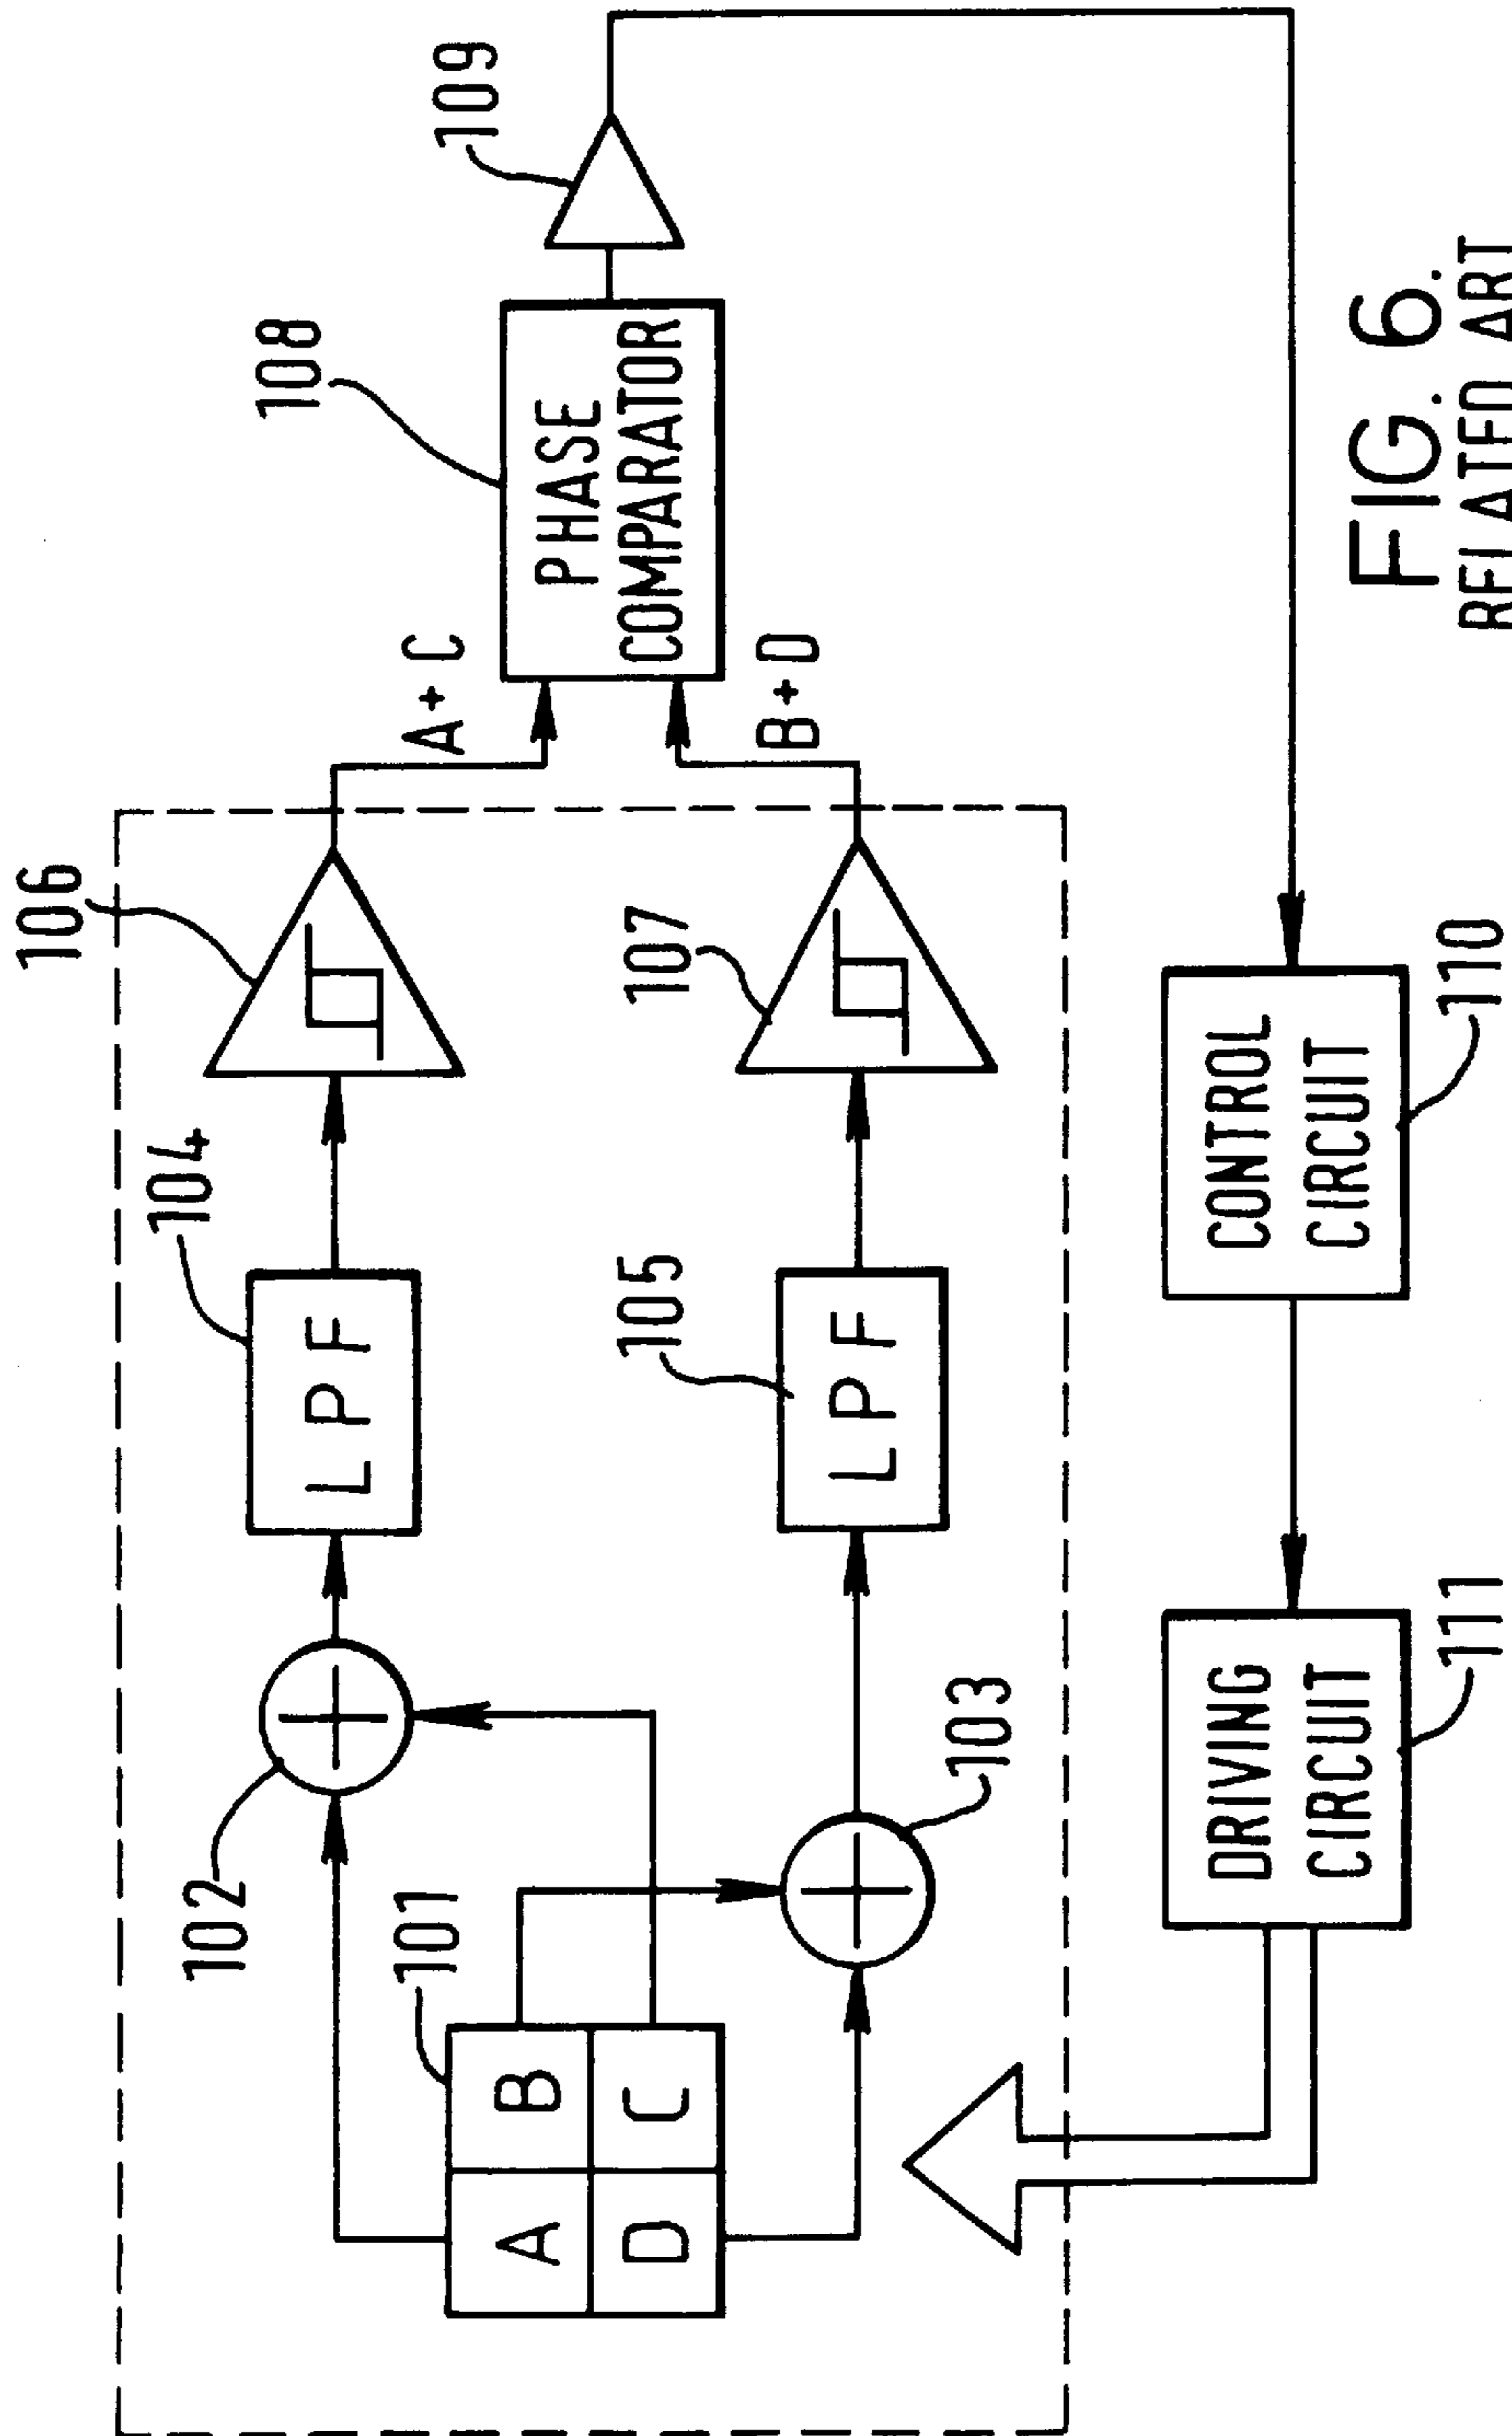 106
104
102
109
108
101
A
B
D
C
103
LPF
105
LPF
107
A+C
PHASE
COMPARATOR
B+D
DRIVING
CIRCUIT
111
CONTROL
CIRCUIT
110
FIG. 6.
RELATED ART